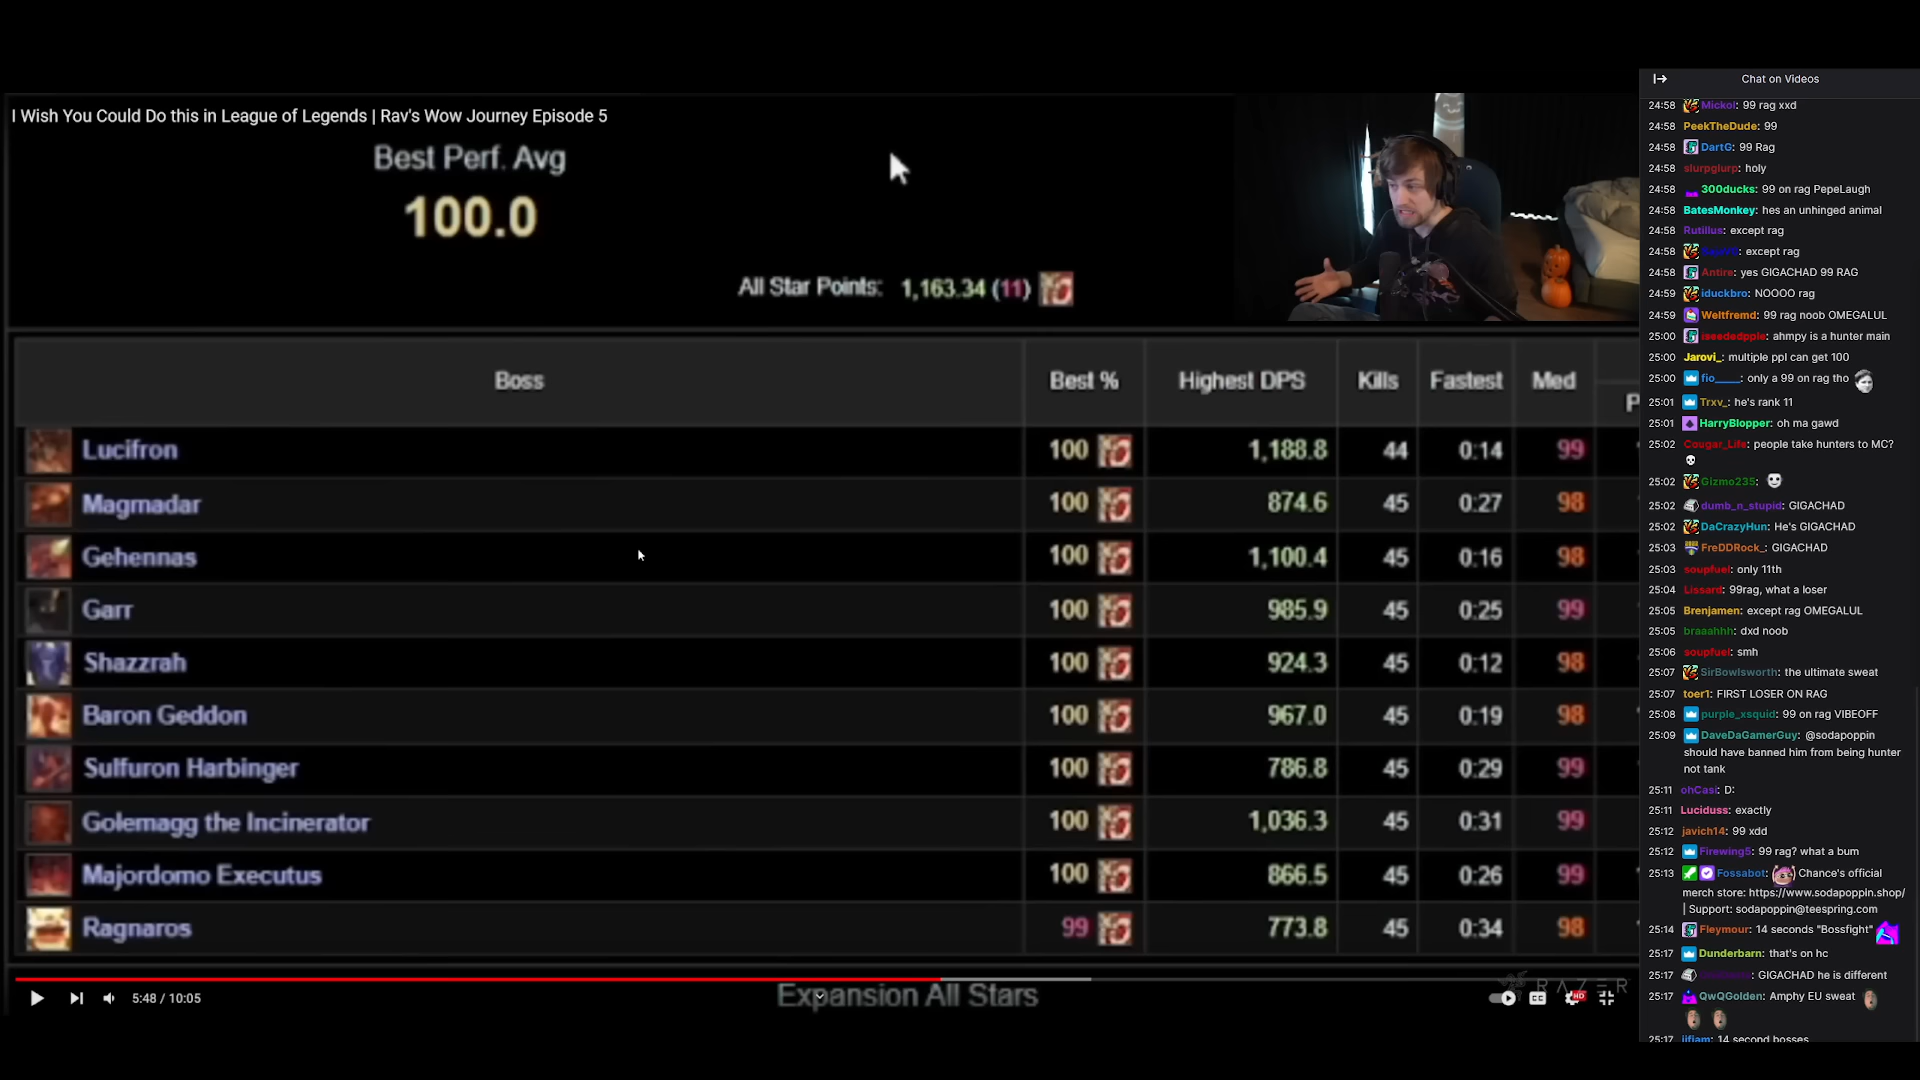 I Wish You Could Do this in League of Legends | Rav's Wow Journey Episode 5
Best Perf. Avg
100.0
All Star Points: 1,163.34 (11)
Boss Best % Highest DPS Kills Fastest Med
Lucifron 100 1,188.8 44 0:14 99
Magmadar 100 874.6 45 0:27 98
Gehennas 100 1,100.4 45 0:16 98
Garr 100 985.9 45 0:25 99
Shazzrah 100 924.3 45 0:12 98
Baron Geddon 100 967.0 45 0:19 98
Sulfuron Harbinger 100 786.8 45 0:29 99
Golemagg the Incinerator 100 1,036.3 45 0:31 99
Majordomo Executus 100 866.5 45 0:26 99
Ragnaros 99 773.8 45 0:34 98
Expansion All Stars
5:48 / 10:05
RAZER
CC
HD
Chat on Videos
24:58 Mickol: 99 rag xxd
24:58 PeekTheDude: 99
24:58 DartG: 99 Rag
24:58 slurpglurp: holy
24:58 300ducks: 99 on rag PepeLaugh
24:58 BatesMonkey: hes an unhinged animal
24:58 Rutillus: except rag
24:58 except rag
24:58 Antire: yes GIGACHAD 99 RAG
24:59 iduckbro: NOOOO rag
24:59 Weltfremd: 99 rag noob OMEGALUL
25:00 iseededpple: ahmpy is a hunter main
25:00 Jarovi_: multiple ppl can get 100
25:00 fio_____: only a 99 on rag tho
25:01 Trxv_: he's rank 11
25:01 HarryBlopper: oh ma gawd
25:02 Cougar_Life: people take hunters to MC?
25:02 Gizmo235:
25:02 dumb_n_stupid: GIGACHAD
25:02 DaCrazyHun: He's GIGACHAD
25:03 FreDDRock_: GIGACHAD
25:03 soupfuel: only 11th
25:04 Lissard: 99rag, what a loser
25:05 Brenjamen: except rag OMEGALUL
25:05 braaahhh: dxd noob
25:06 soupfuel: smh
25:07 SirBowlsworth: the ultimate sweat
25:07 toer1: FIRST LOSER ON RAG
25:08 purple_xsquid: 99 on rag VIBEOFF
25:09 DaveDaGamerGuy: @sodapoppin
should have banned him from being hunter
not tank
25:11 ohCasi: D:
25:11 Luciduss: exactly
25:12 javich14: 99 xdd
25:12 Firewing5: 99 rag? what a bum
25:13 Fossabot: Chance's official
merch store: https://www.sodapoppin.shop/
| Support: sodapoppin@teespring.com
25:14 Fleymour: 14 seconds "Bossfight"
25:17 Dunderbarn: that's on hc
25:17 GIGACHAD he is different
25:17 QwQGolden: Amphy EU sweat
25:17 14 second bosses